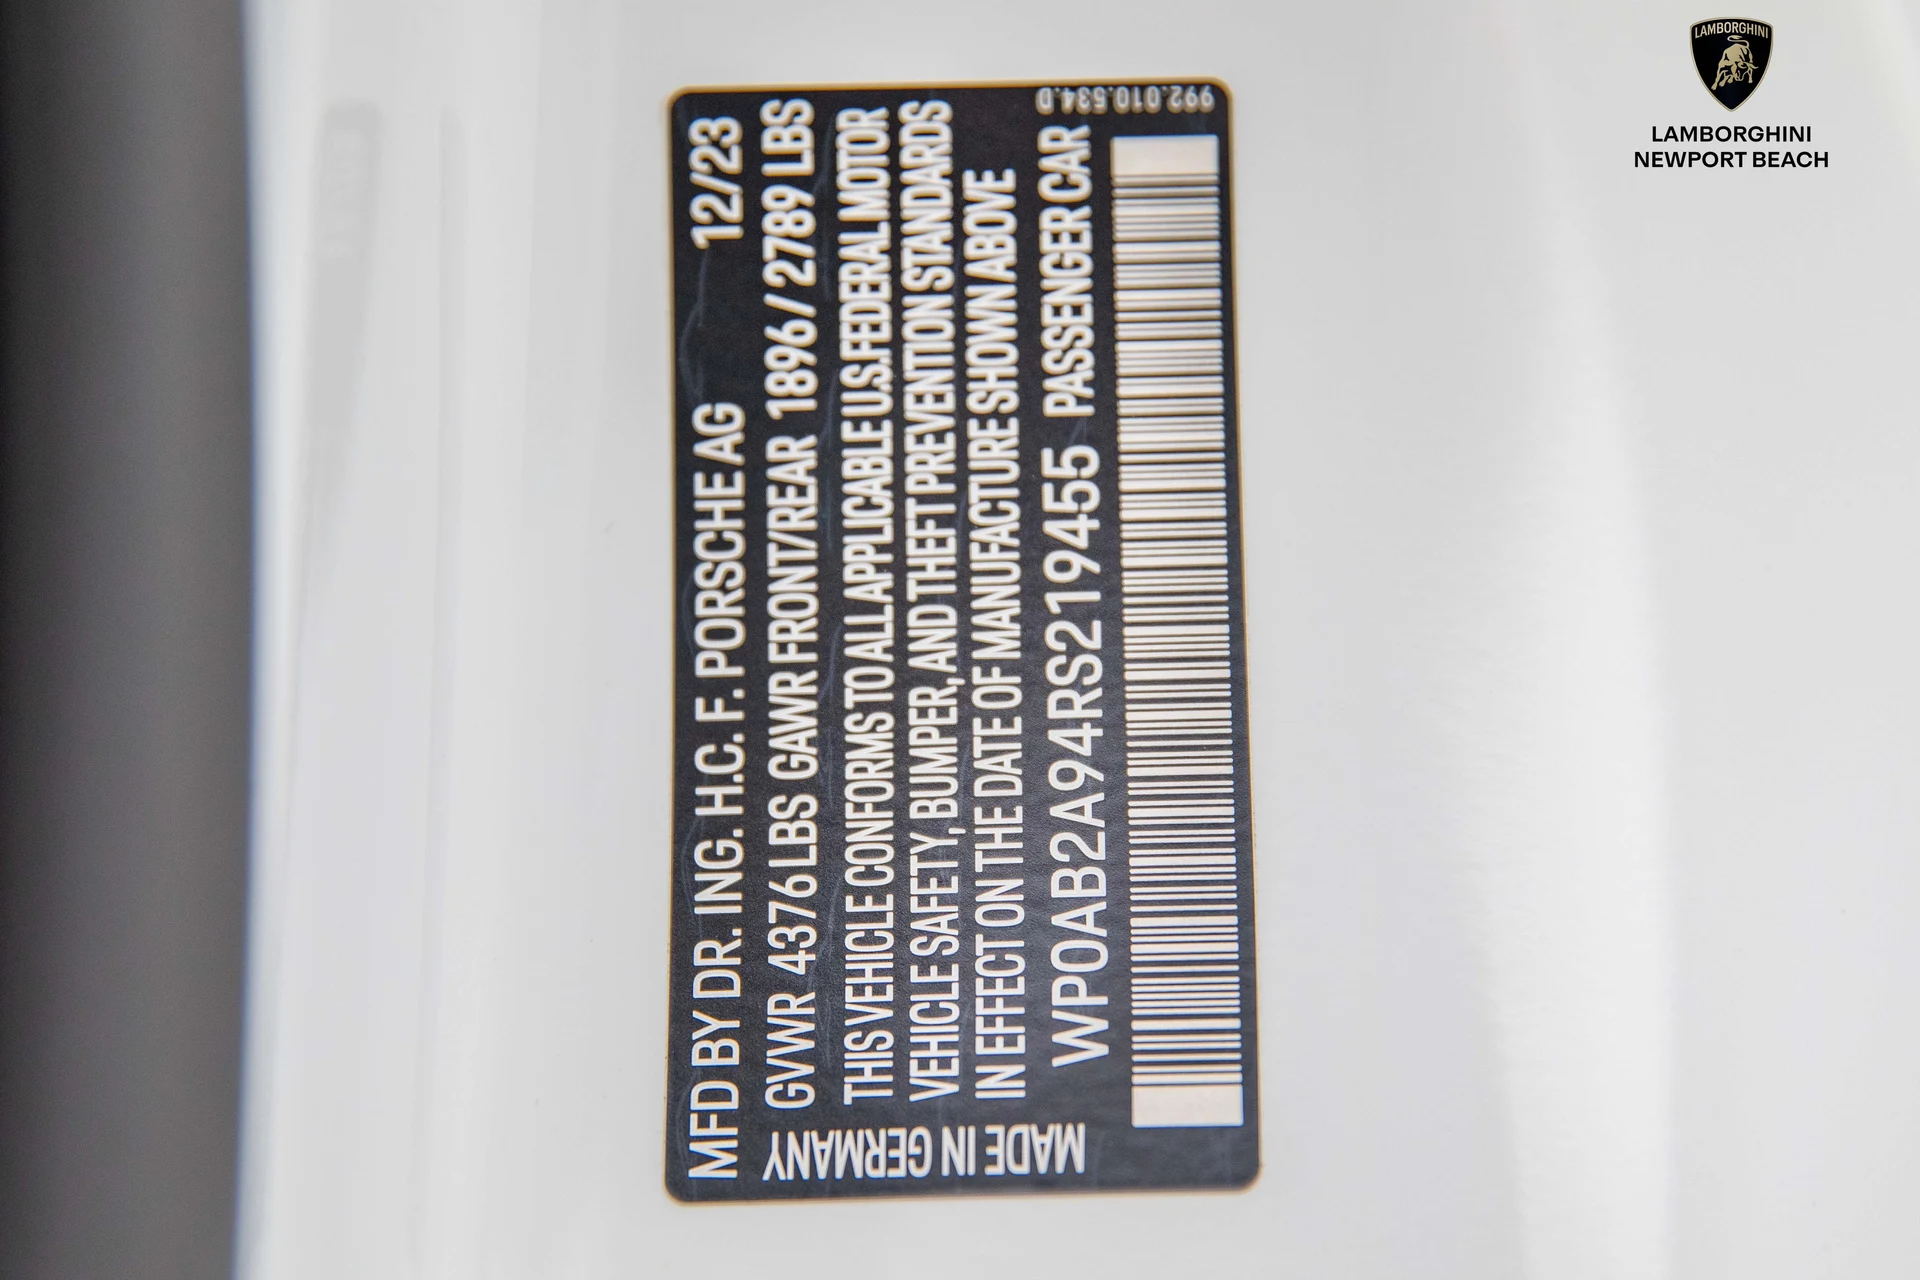 MFD BY DR. ING. H.C. F. PORSCHE AG 12/23
GVWR 4376 LBS GAWR FRONT/REAR 1896 / 2789 LBS
THIS VEHICLE CONFORMS TO ALL APPLICABLE U.S. FEDERAL MOTOR
VEHICLE SAFETY, BUMPER, AND THEFT PREVENTION STANDARDS
IN EFFECT ON THE DATE OF MANUFACTURE SHOWN ABOVE
WP0AB2A94RS219455 PASSENGER CAR
MADE IN GERMANY
992.010.534.D
LAMBORGHINI
LAMBORGHINI
NEWPORT BEACH